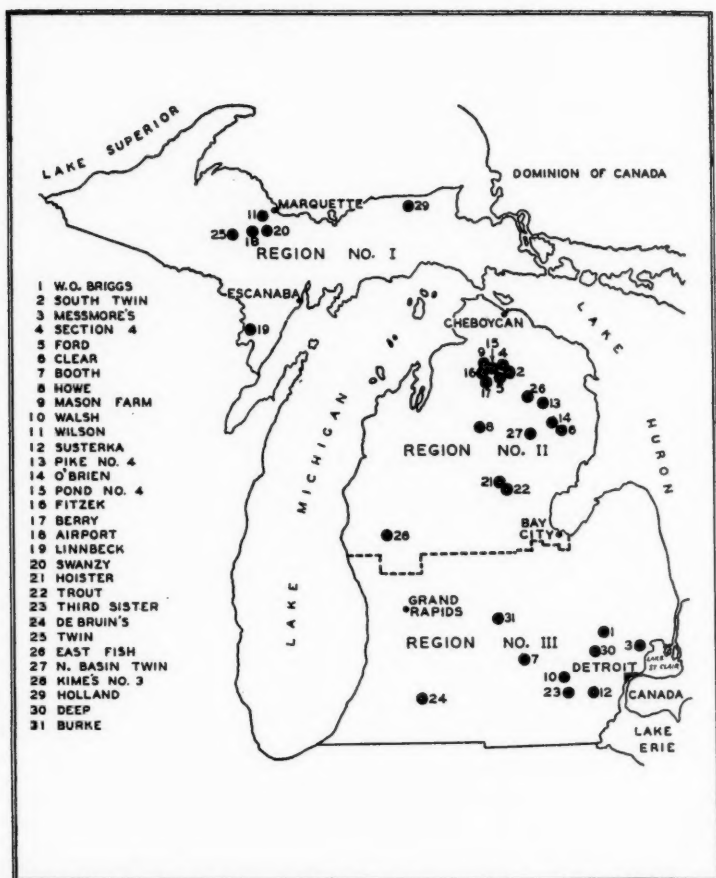 LAKE SUPERIOR
DOMINION OF CANADA
MARQUETTE
11
29
25
18
20
REGION NO. I
ESCANABA
19
CHEBOYCAN
LAKE HURON
15
9 4
16 2
5
17
26
13
14
6
8
27
REGION NO. II
21
22
BAY CITY
28
LAKE MICHIGAN
GRAND RAPIDS
31
REGION NO. III
1
3
30
7
DETROIT
LAKE ST CLAIR
10
23
12
CANADA
24
LAKE ERIE
1 W.O. BRIGGS
2 SOUTH TWIN
3 MESSMORE'S
4 SECTION 4
5 FORD
6 CLEAR
7 BOOTH
8 HOWE
9 MASON FARM
10 WALSH
11 WILSON
12 SUSTERKA
13 PIKE NO. 4
14 O'BRIEN
15 POND NO. 4
16 FITZEK
17 BERRY
18 AIRPORT
19 LINNBECK
20 SWANZY
21 HOISTER
22 TROUT
23 THIRD SISTER
24 DE BRUIN'S
25 TWIN
26 EAST FISH
27 N. BASIN TWIN
28 KIME'S NO. 3
29 HOLLAND
30 DEEP
31 BURKE